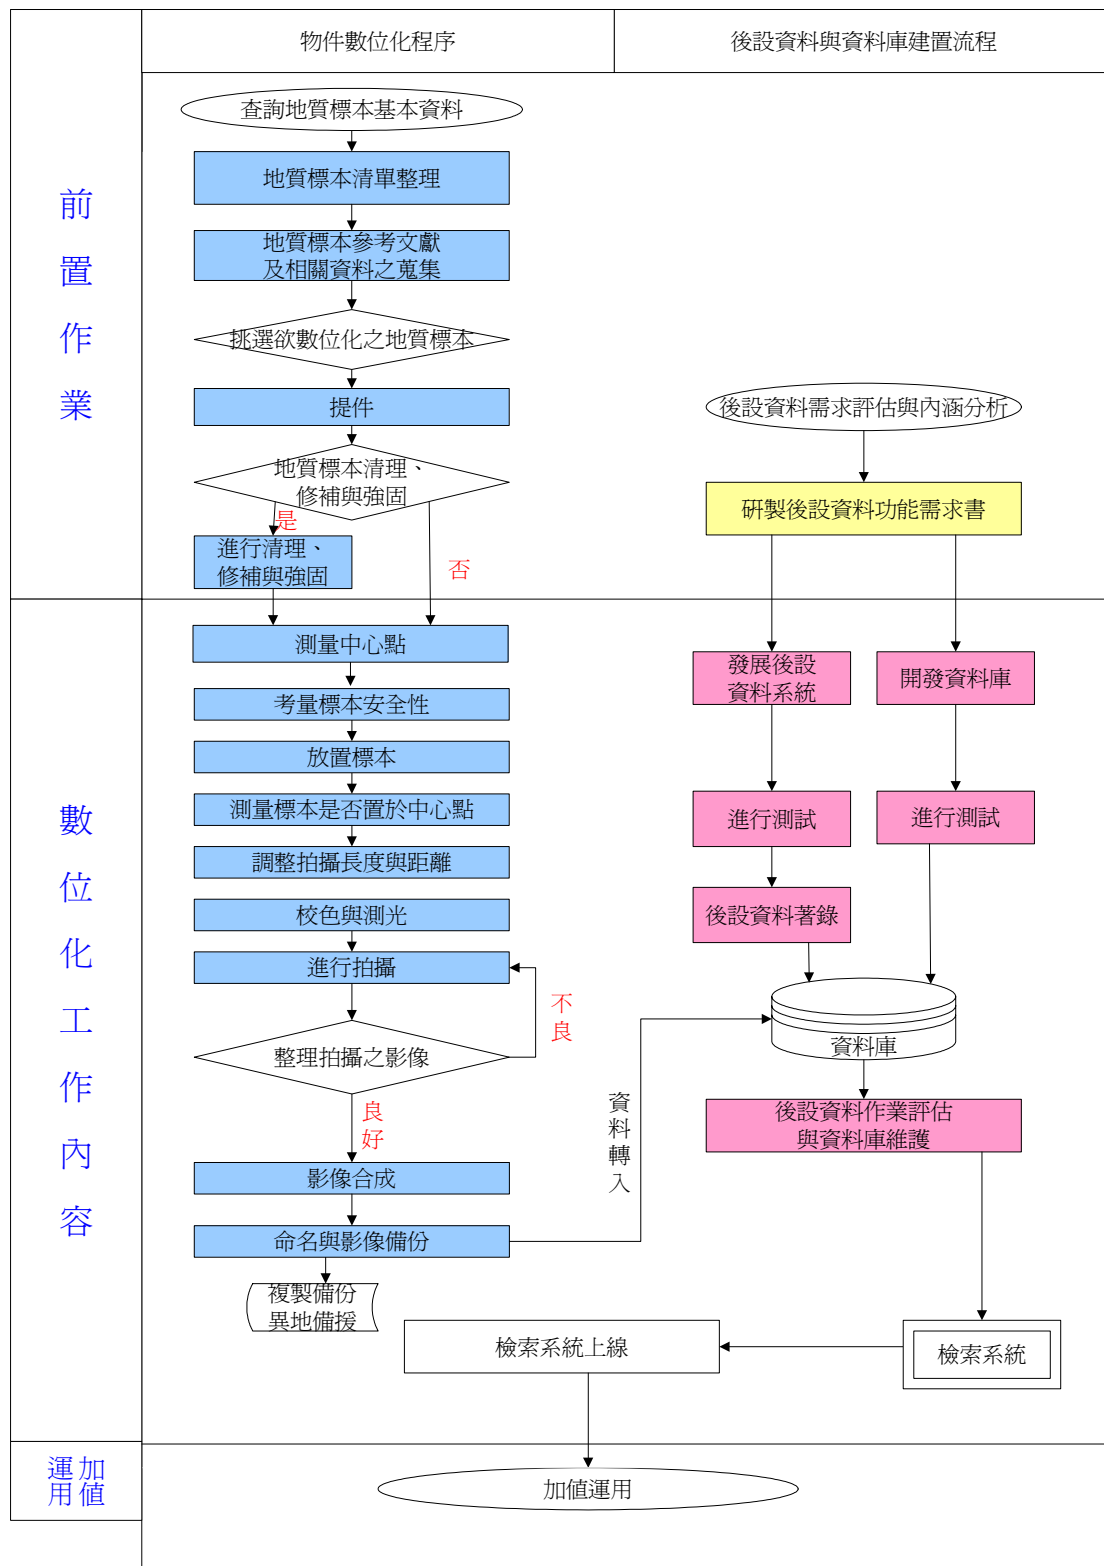 物件數位化程序
後設資料與資料庫建置流程
前置作業
查詢地質標本基本資料
地質標本清單整理
地質標本參考文獻
及相關資料之蒐集
挑選欲數位化之地質標本
提件
地質標本清理、
修補與強固
是
否
進行清理、
修補與強固
後設資料需求評估與內涵分析
研製後設資料功能需求書
數位化工作內容
測量中心點
考量標本安全性
放置標本
測量標本是否置於中心點
調整拍攝長度與距離
校色與測光
進行拍攝
不良
整理拍攝之影像
良好
影像合成
命名與影像備份
複製備份
異地備援
資料轉入
發展後設
資料系統
開發資料庫
進行測試
進行測試
後設資料著錄
資料庫
後設資料作業評估
與資料庫維護
檢索系統
檢索系統上線
加值
運用
加值運用